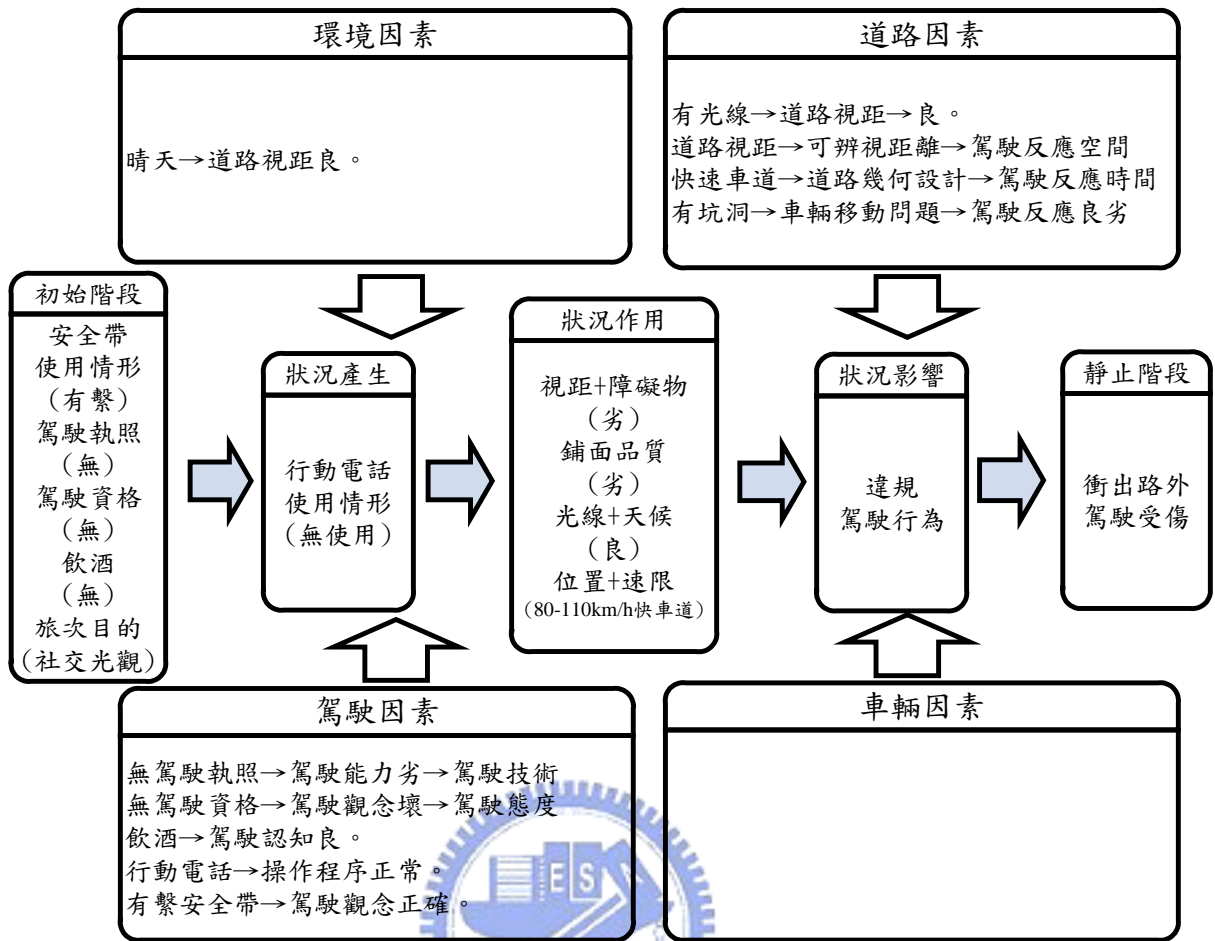 環境因素
晴天→道路視距良。
道路因素
有光線→道路視距→良。
道路視距→可辨視距離→駕駛反應空間
快速車道→道路幾何設計→駕駛反應時間
有坑洞→車輛移動問題→駕駛反應良劣
初始階段
安全帶
使用情形
(有繫)
駕駛執照
(無)
駕駛資格
(無)
飲酒
(無)
旅次目的
(社交光觀)
狀況產生
行動電話
使用情形
(無使用)
狀況作用
視距+障礙物
(劣)
鋪面品質
(劣)
光線+天候
(良)
位置+速限
(80-110km/h快車道)
狀況影響
違規
駕駛行為
靜止階段
衝出路外
駕駛受傷
駕駛因素
無駕駛執照→駕駛能力劣→駕駛技術
無駕駛資格→駕駛觀念壞→駕駛態度
飲酒→駕駛認知良。
行動電話→操作程序正常。
有繫安全帶→駕駛觀念正確。
車輛因素
ES